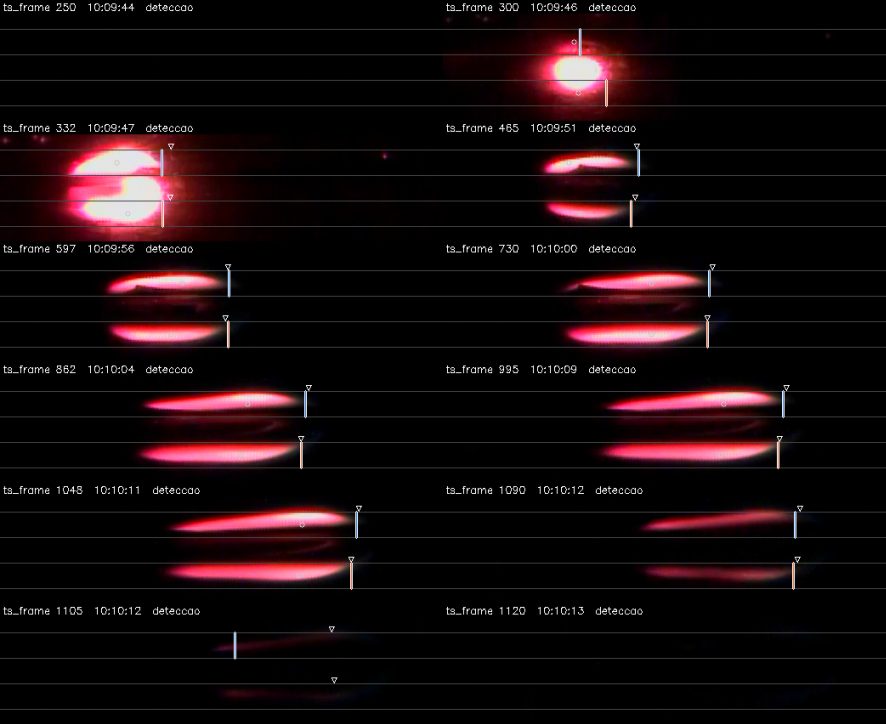 ts_frame 250 10:09:44 deteccao
ts_frame 300 10:09:46 deteccao
ts_frame 332 10:09:47 deteccao
ts_frame 465 10:09:51 deteccao
ts_frame 597 10:09:56 deteccao
ts_frame 730 10:10:00 deteccao
ts_frame 862 10:10:04 deteccao
ts_frame 995 10:10:09 deteccao
ts_frame 1048 10:10:11 deteccao
ts_frame 1090 10:10:12 deteccao
ts_frame 1105 10:10:12 deteccao
ts_frame 1120 10:10:13 deteccao